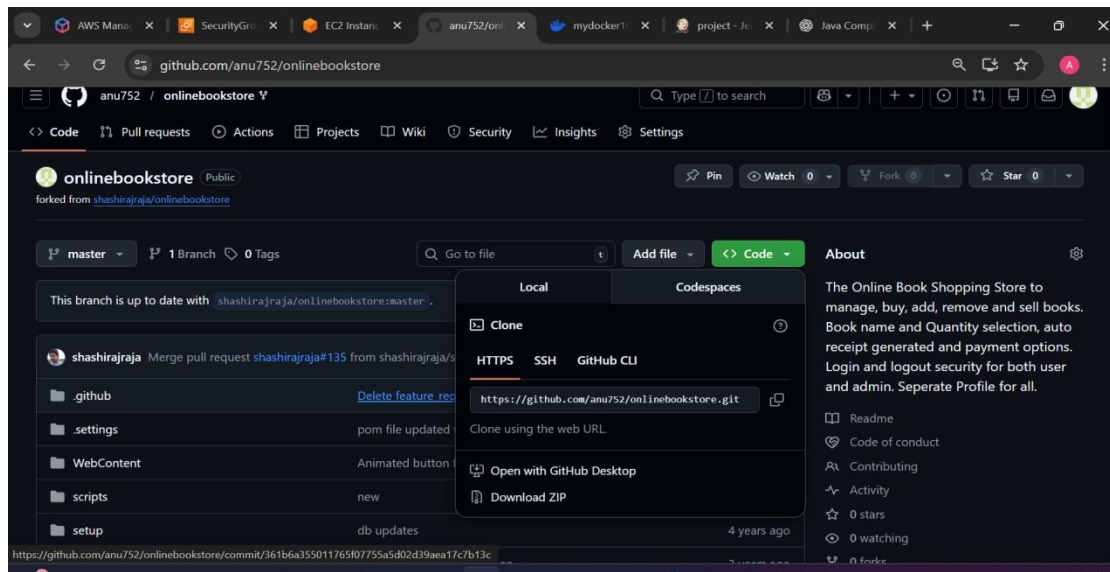 AWS Manac
SecurityGro
EC2 Instanc
anu752/onli
mydocker1
project - Je
Java Compi
github.com/anu752/onlinebookstore
A
anu752 / onlinebookstore
Type / to search
Code Pull requests Actions Projects Wiki Security Insights Settings
onlinebookstore Public
Pin Watch 0 Fork 0 Star 0
forked from shashirajraja/onlinebookstore
master 1 Branch 0 Tags Go to file t Add file Code
This branch is up to date with shashirajraja/onlinebookstore:master .
shashirajraja Merge pull request shashirajraja#135 from shashirajraja/s
.github Delete feature_req
.settings pom file updated
WebContent Animated button
scripts new
setup db updates 4 years ago
Local Codespaces
Clone
HTTPS SSH GitHub CLI
https://github.com/anu752/onlinebookstore.git
Clone using the web URL.
Open with GitHub Desktop
Download ZIP
About
The Online Book Shopping Store to
manage, buy, add, remove and sell books.
Book name and Quantity selection, auto
receipt generated and payment options.
Login and logout security for both user
and admin. Seperate Profile for all.
Readme
Code of conduct
Contributing
Activity
0 stars
0 watching
0 forks
https://github.com/anu752/onlinebookstore/commit/361b6a355011765f07755a5d02d39aea17c7b13c